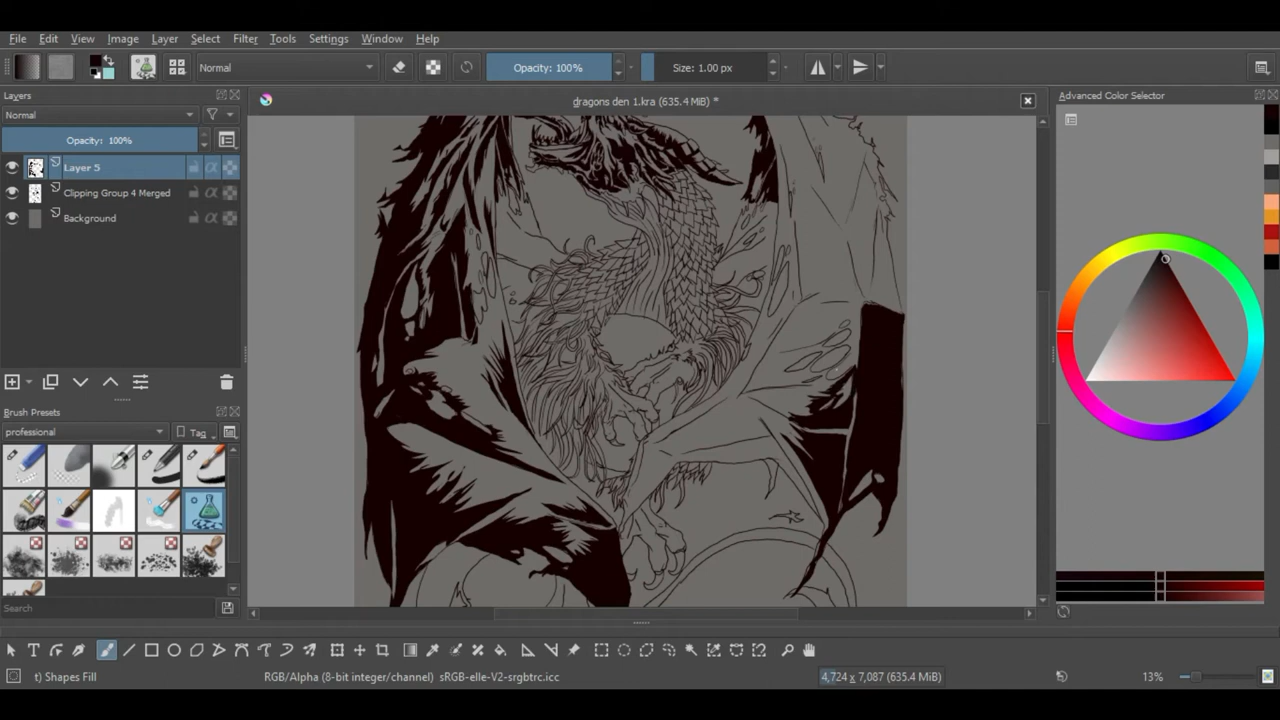 File Edit View Image Layer Select Filter Tools Settings Window Help
Normal Opacity: 100% Size: 1.00 px
Layers dragons den 1.kra (635.4 MiB) * Advanced Color Selector
Normal
Opacity: 100%
Layer 5
Clipping Group 4 Merged
Background
Brush Presets
professional Tag
Search
t) Shapes Fill RGB/Alpha (8-bit integer/channel) sRGB-elle-V2-srgbtrc.icc 4,724 x 7,087 (635.4 MiB) 13%